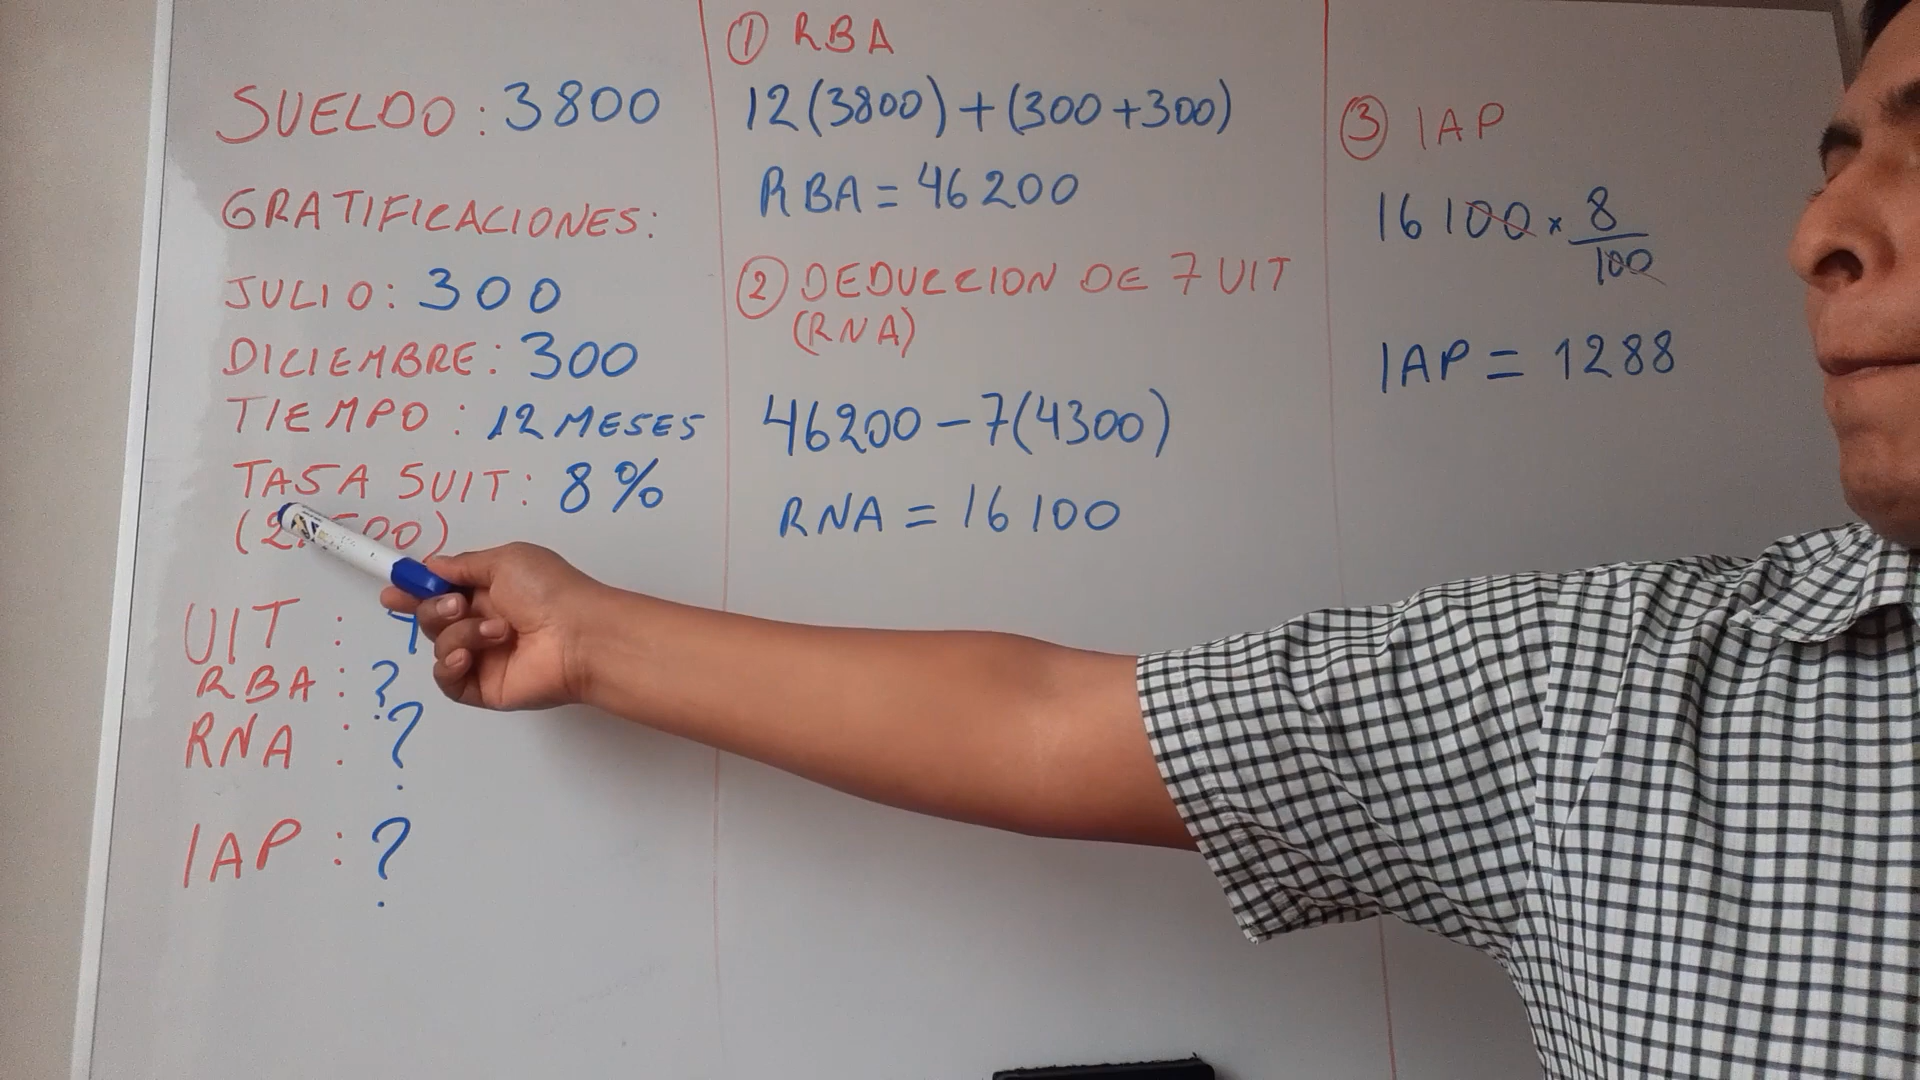 SUELDO: 3800
GRATIFICACIONES:
JULIO: 300
DICIEMBRE: 300
TIEMPO: 12 MESES
TASA 5UIT: 8%
UIT :
RBA: ?
RNA : ?
IAP : ?
① RBA
12(3800)+(300+300)
RBA = 46200
② DEDUCCION DE 7 UIT
(RNA)
46200 - 7(4300)
RNA = 16100
③ IAP
16100 x 8/100
IAP = 1288